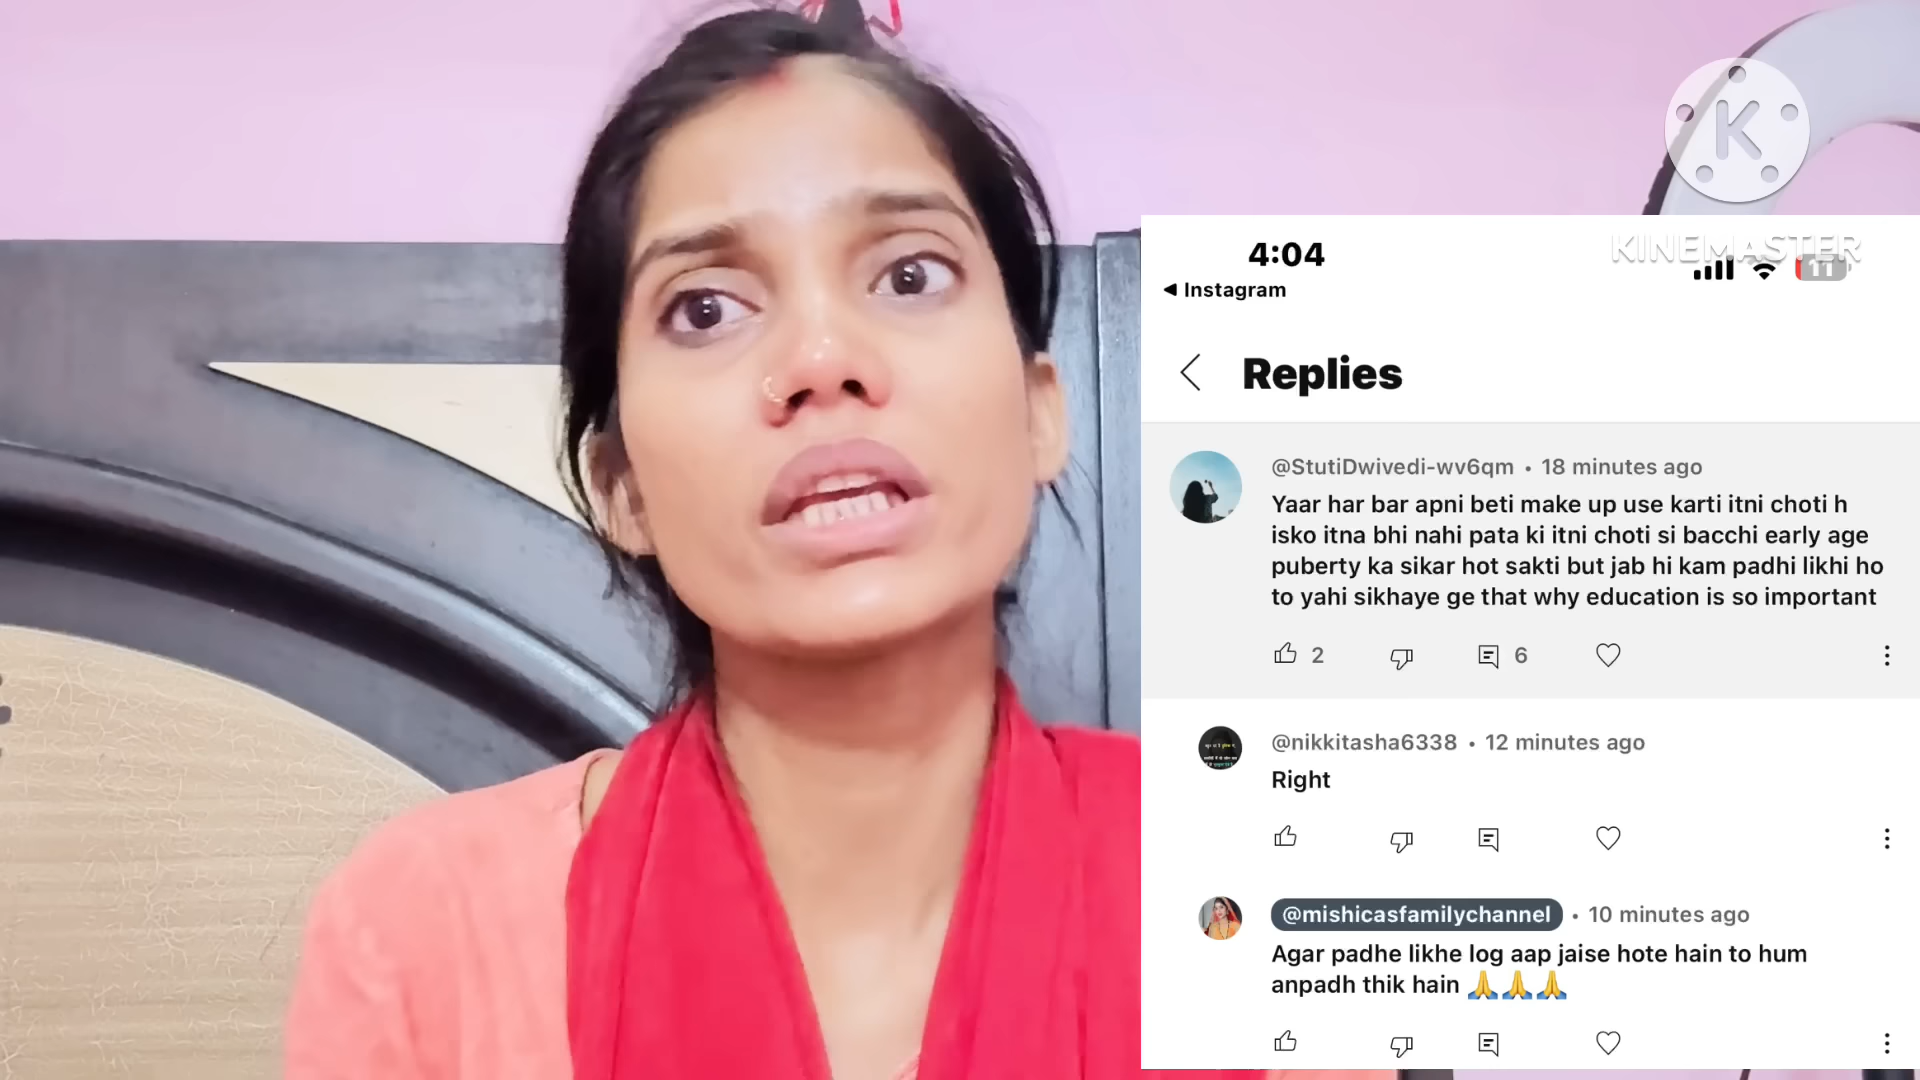 K
KINEMASTER
4:04
11
◀ Instagram
Replies
@StutiDwivedi-wv6qm • 18 minutes ago
Yaar har bar apni beti make up use karti itni choti h
isko itna bhi nahi pata ki itni choti si bacchi early age
puberty ka sikar hot sakti but jab hi kam padhi likhi ho
to yahi sikhaye ge that why education is so important
2
6
@nikkitasha6338 • 12 minutes ago
Right
@mishicasfamilychannel • 10 minutes ago
Agar padhe likhe log aap jaise hote hain to hum
anpadh thik hain 🙏🙏🙏